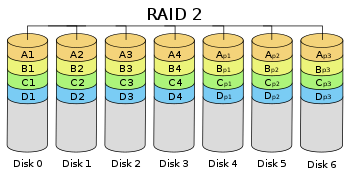 RAID 2
A1 A2 A3 A4 Ap1 Ap2 Ap3
B1 B2 B3 B4 Bp1 Bp2 Bp3
C1 C2 C3 C4 Cp1 Cp2 Cp3
D1 D2 D3 D4 Dp1 Dp2 Dp3
Disk 0 Disk 1 Disk 2 Disk 3 Disk 4 Disk 5 Disk 6